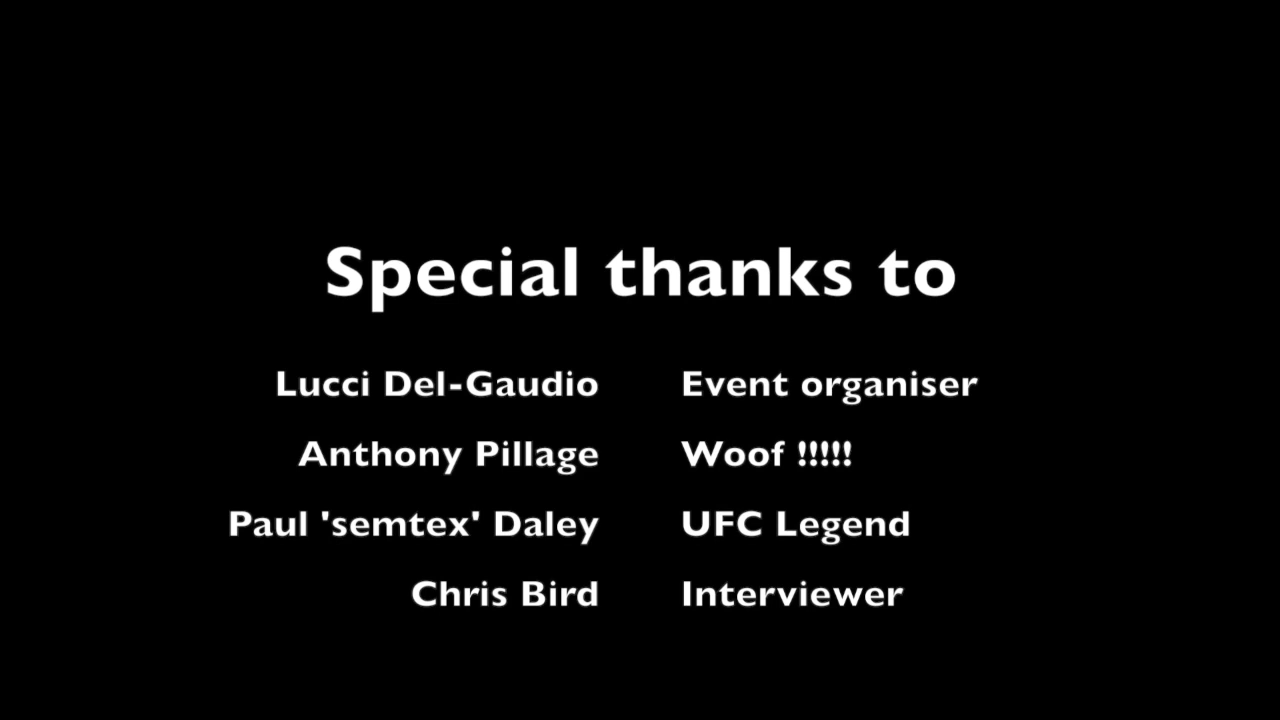 Special thanks to
Lucci Del-Gaudio Event organiser
Anthony Pillage Woof !!!!!
Paul 'semtex' Daley UFC Legend
Chris Bird Interviewer